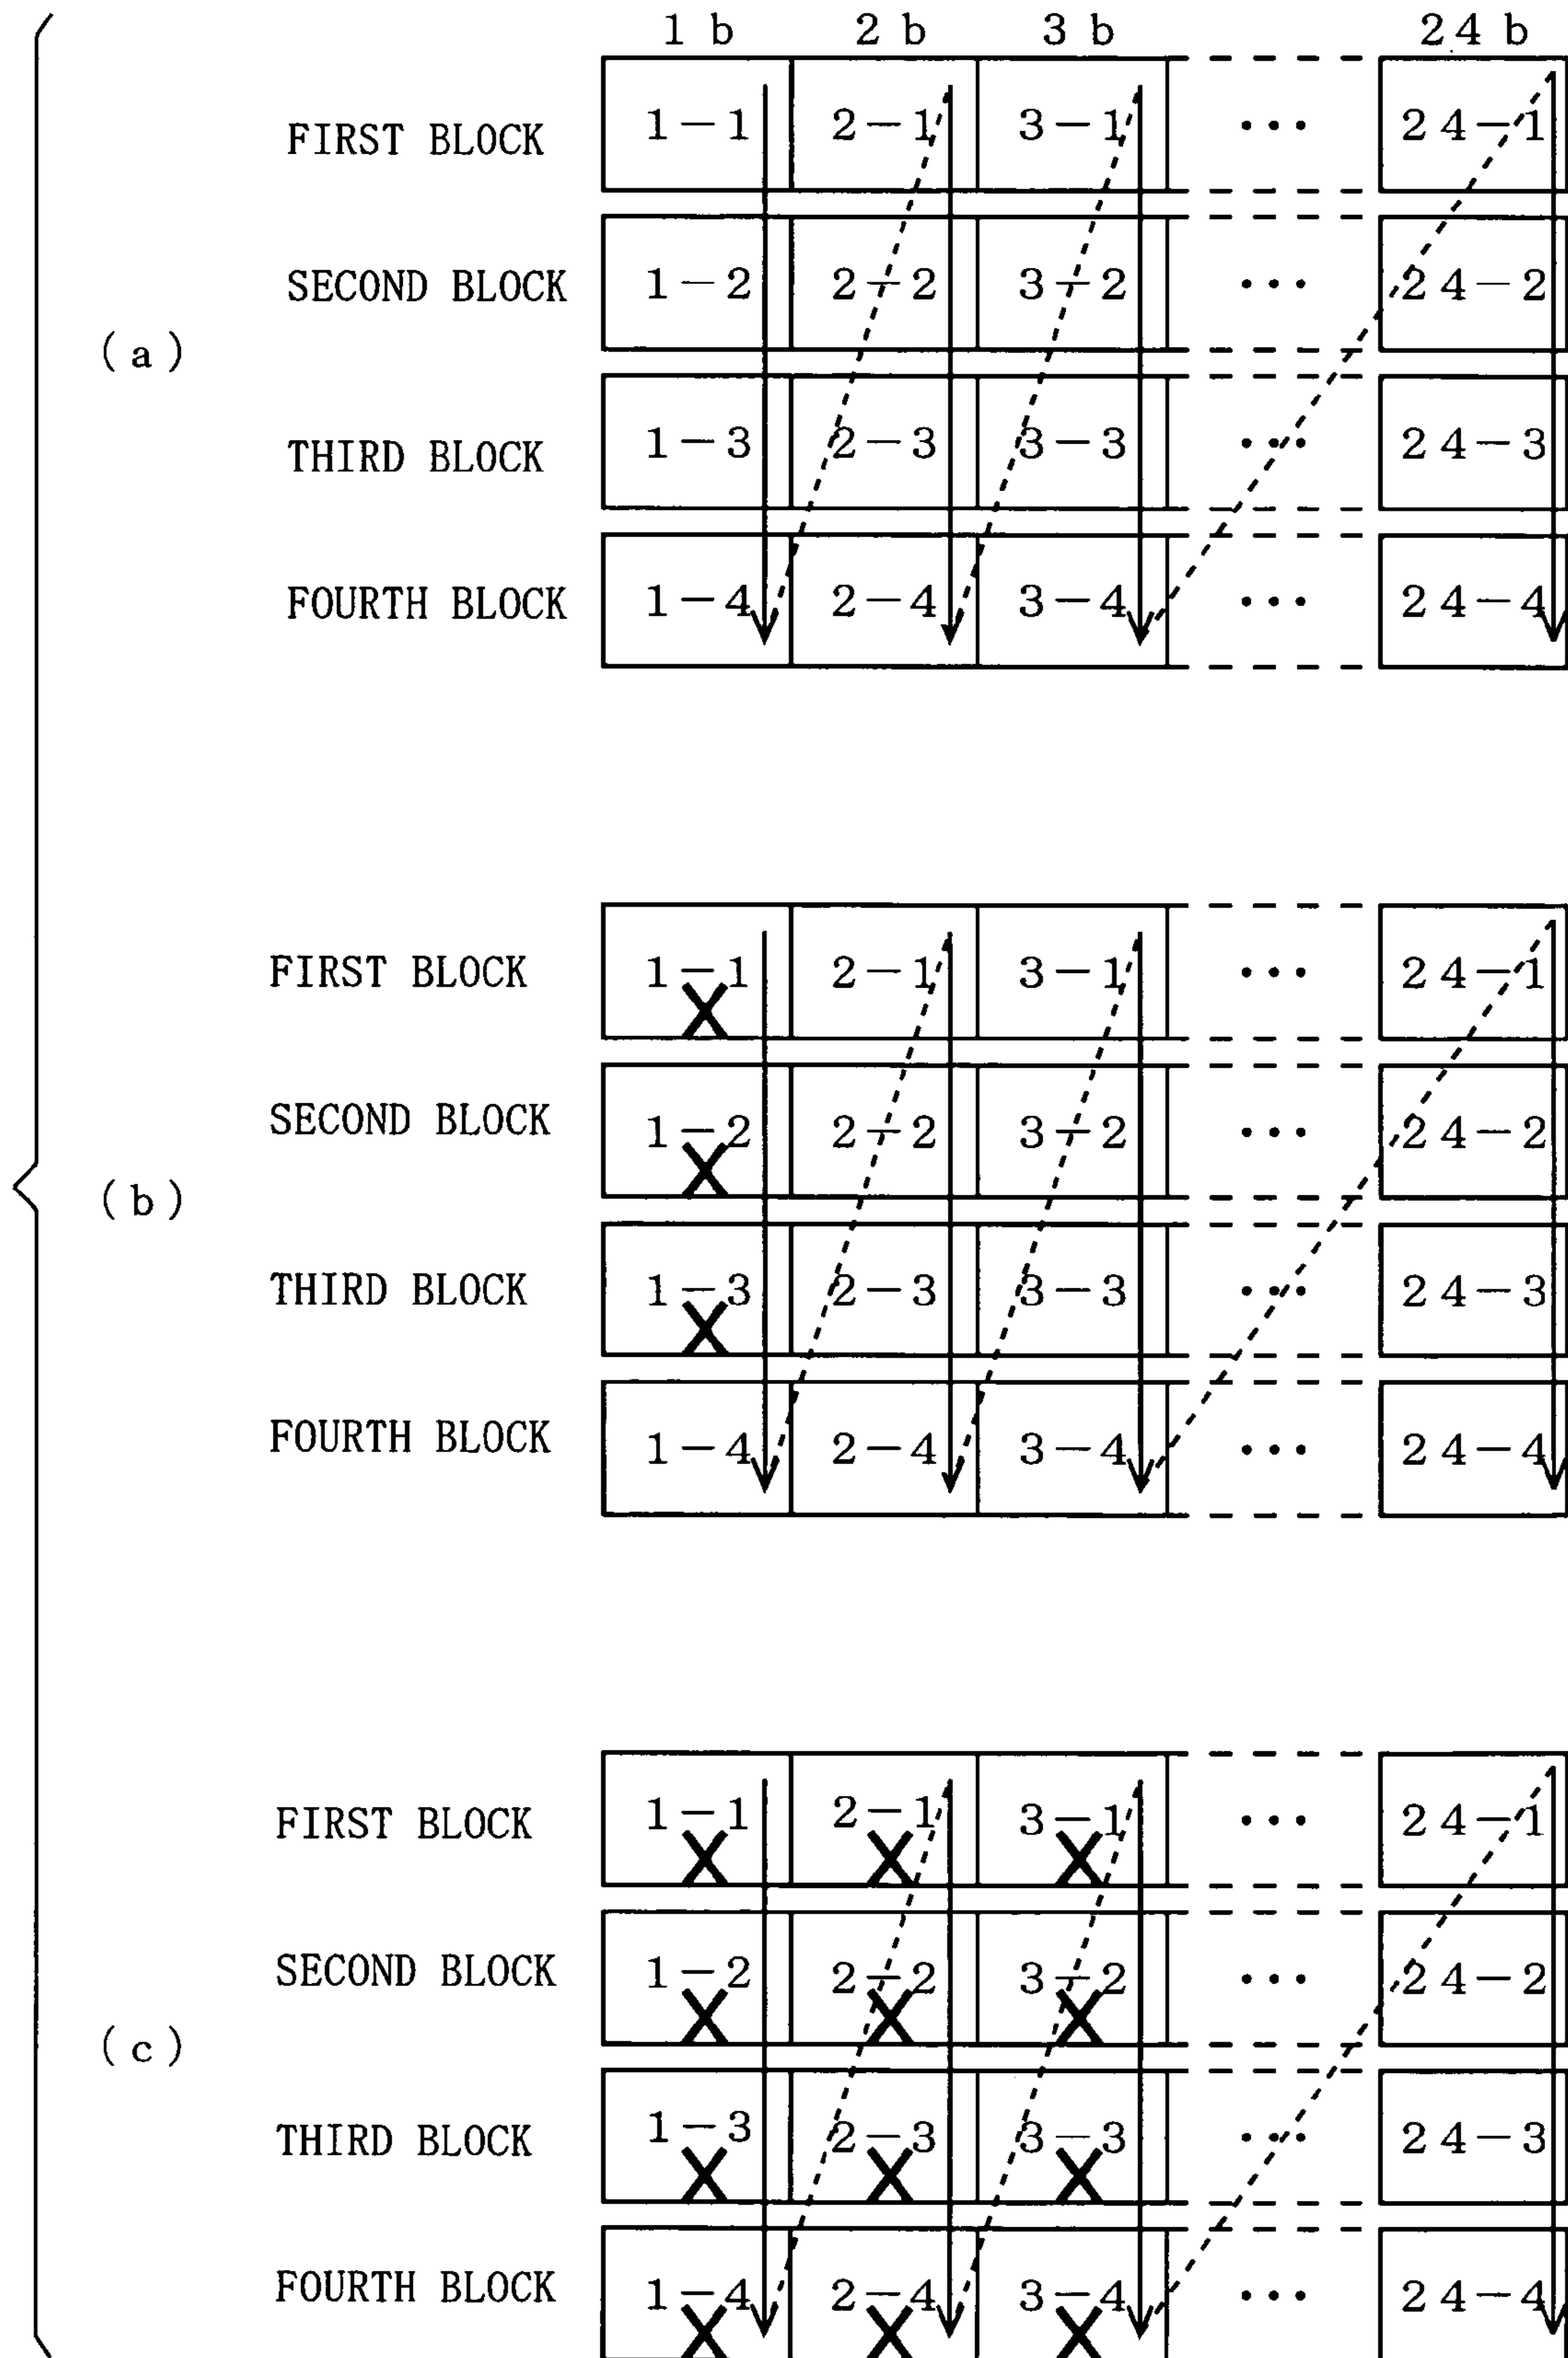 1 b 2 b 3 b 24 b
FIRST BLOCK 1-1 2-1 3-1 ... 24-1
SECOND BLOCK 1-2 2-2 3-2 ... 24-2
(a)
THIRD BLOCK 1-3 2-3 3-3 ... 24-3
FOURTH BLOCK 1-4 2-4 3-4 ... 24-4
FIRST BLOCK 1-1 2-1 3-1 ... 24-1
X
SECOND BLOCK 1-2 2-2 3-2 ... 24-2
X
(b)
THIRD BLOCK 1-3 2-3 3-3 ... 24-3
X
FOURTH BLOCK 1-4 2-4 3-4 ... 24-4
FIRST BLOCK 1-1 2-1 3-1 ... 24-1
X X X
SECOND BLOCK 1-2 2-2 3-2 ... 24-2
X X X
(c)
THIRD BLOCK 1-3 2-3 3-3 ... 24-3
X X X
FOURTH BLOCK 1-4 2-4 3-4 ... 24-4
X X X